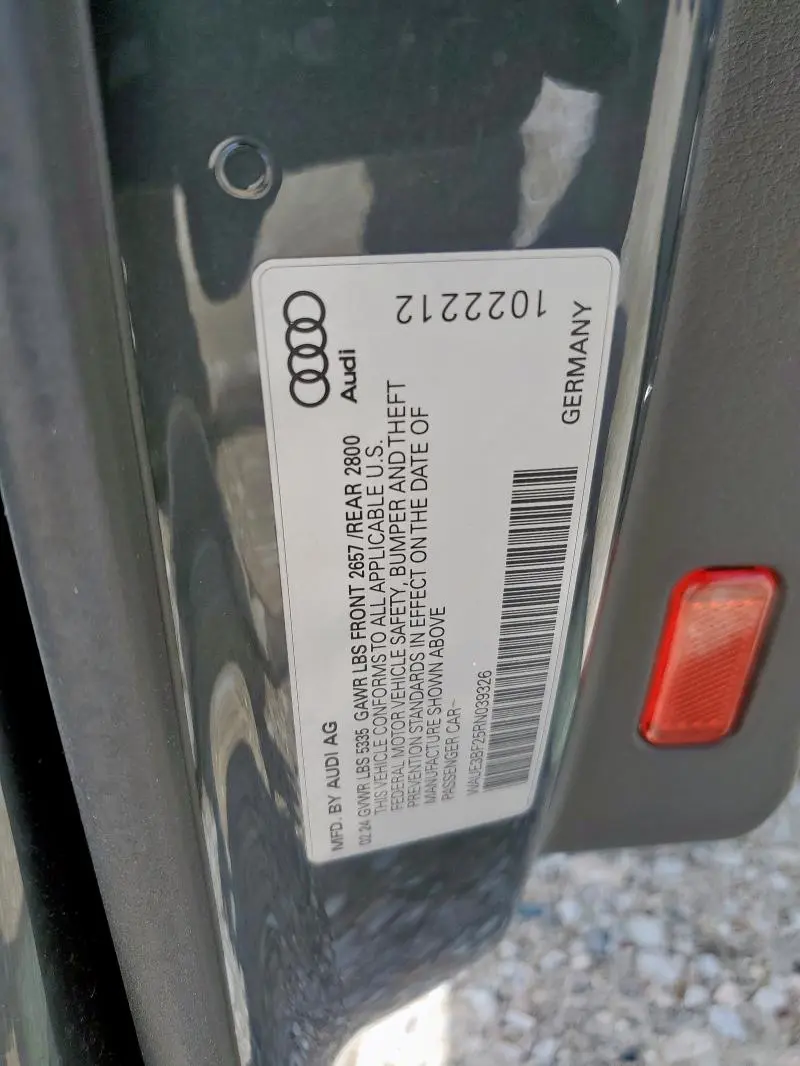 Audi
1022212
MFD. BY AUDI AG
02.24 GVWR LBS 5335 GAWR LBS FRONT 2657 /REAR 2800
THIS VEHICLE CONFORMS TO ALL APPLICABLE U.S.
FEDERAL MOTOR VEHICLE SAFETY, BUMPER AND THEFT
PREVENTION STANDARDS IN EFFECT ON THE DATE OF
MANUFACTURE SHOWN ABOVE
PASSENGER CAR
WAUE3BF25RN039326
GERMANY